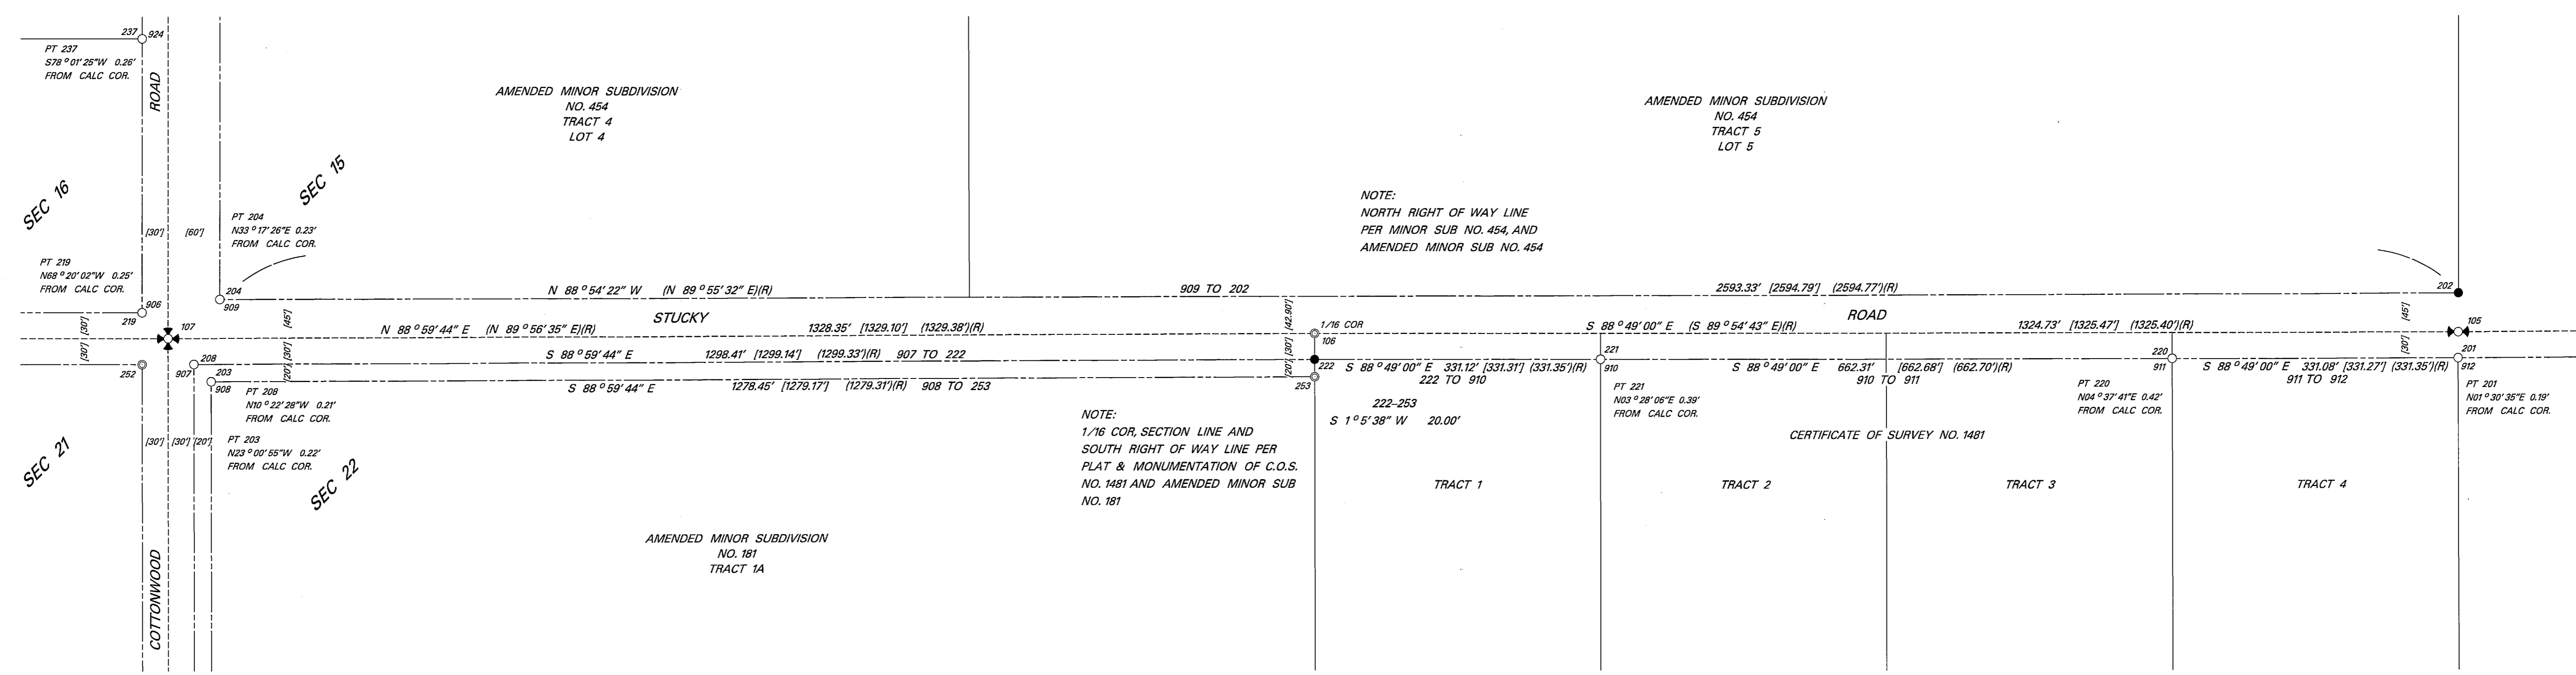 237
924
PT 237
S78°01'25"W 0.26'
FROM CALC COR.
ROAD
AMENDED MINOR SUBDIVISION
NO. 454
TRACT 4
LOT 4
AMENDED MINOR SUBDIVISION
NO. 454
TRACT 5
LOT 5
SEC 16
SEC 15
NOTE:
NORTH RIGHT OF WAY LINE
PER MINOR SUB NO. 454, AND
AMENDED MINOR SUB NO. 454
[30'] [60']
PT 204
N33°17'26"E 0.23'
FROM CALC COR.
PT 219
N68°20'02"W 0.25'
FROM CALC COR.
906
219
204
909
N 88°54'22" W (N 89°55'32" E)(R) 909 TO 202 2593.33' [2594.79'] (2594.77')(R)
202
[30']
[45']
[42.90']
[45']
STUCKY
ROAD
107
N 88°59'44" E (N 89°56'35" E)(R) 1328.35' [1329.10'] (1329.38')(R)
1/16 COR
106
S 88°49'00" E (S 89°54'43" E)(R) 1324.73' [1325.47'] (1325.40')(R)
105
[30']
[30']
[30']
[30']
252
208
907
S 88°59'44" E 1298.41' [1299.14'] (1299.33')(R) 907 TO 222
222
221
910
220
911
201
912
S 88°49'00" E 331.12' [331.31'] (331.35')(R)
222 TO 910
S 88°49'00" E 662.31' [662.68'] (662.70')(R)
910 TO 911
S 88°49'00" E 331.08' [331.27'] (331.35')(R)
911 TO 912
203
908
[20']
S 88°59'44" E 1278.45' [1279.17'] (1279.31')(R) 908 TO 253
[20']
253
PT 208
N10°22'28"W 0.21'
FROM CALC COR.
PT 221
N03°28'06"E 0.39'
FROM CALC COR.
PT 220
N04°37'41"E 0.42'
FROM CALC COR.
PT 201
N01°30'35"E 0.19'
FROM CALC COR.
222-253
S 1°5'38" W 20.00'
NOTE:
1/16 COR, SECTION LINE AND
SOUTH RIGHT OF WAY LINE PER
PLAT & MONUMENTATION OF C.O.S.
NO. 1481 AND AMENDED MINOR SUB
NO. 181
[30'] [30'] [20']
PT 203
N23°00'55"W 0.22'
FROM CALC COR.
CERTIFICATE OF SURVEY NO. 1481
SEC 21
SEC 22
TRACT 1
TRACT 2
TRACT 3
TRACT 4
AMENDED MINOR SUBDIVISION
NO. 181
TRACT 1A
COTTONWOOD